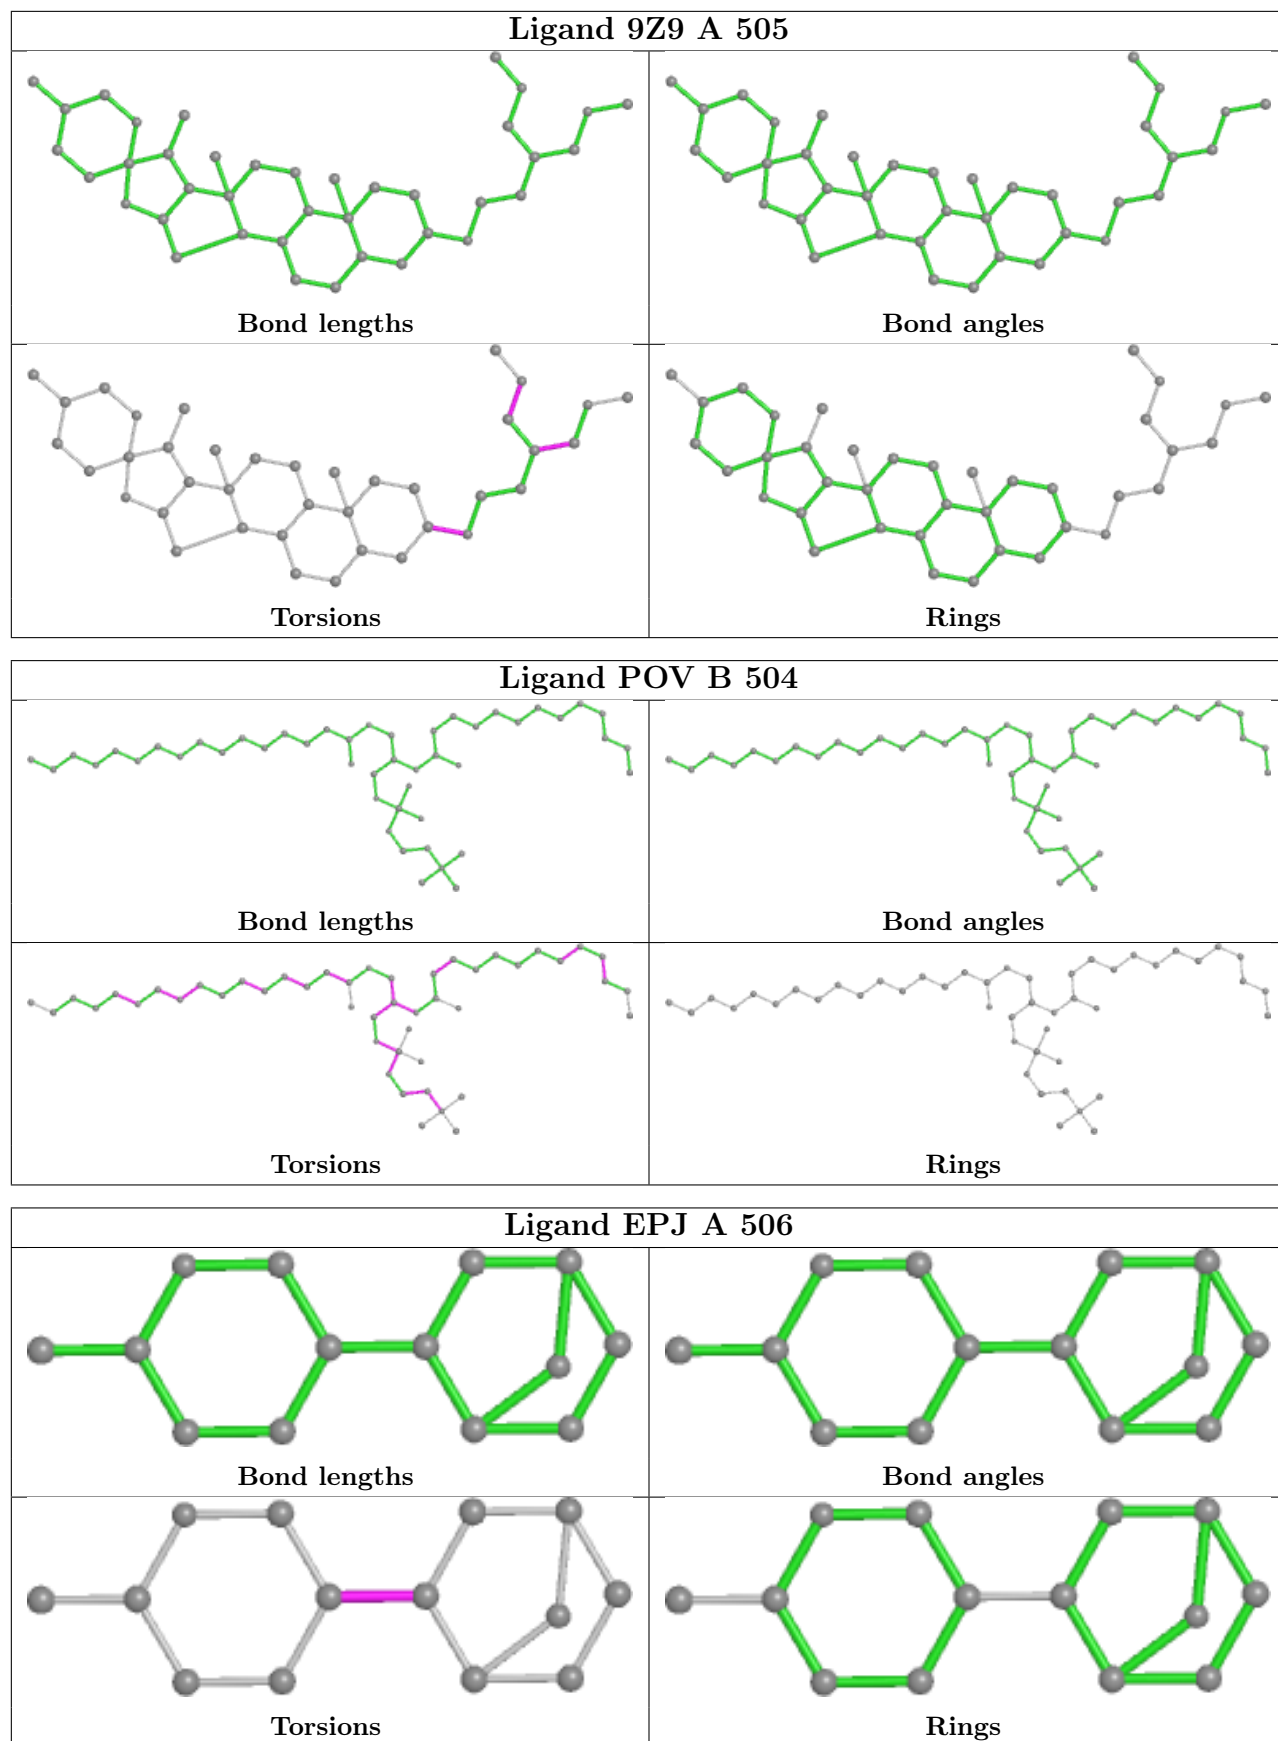 Ligand 9Z9 A 505
Bond lengths
Bond angles
Torsions
Rings
Ligand POV B 504
Bond lengths
Bond angles
Torsions
Rings
Ligand EPJ A 506
Bond lengths
Bond angles
Torsions
Rings